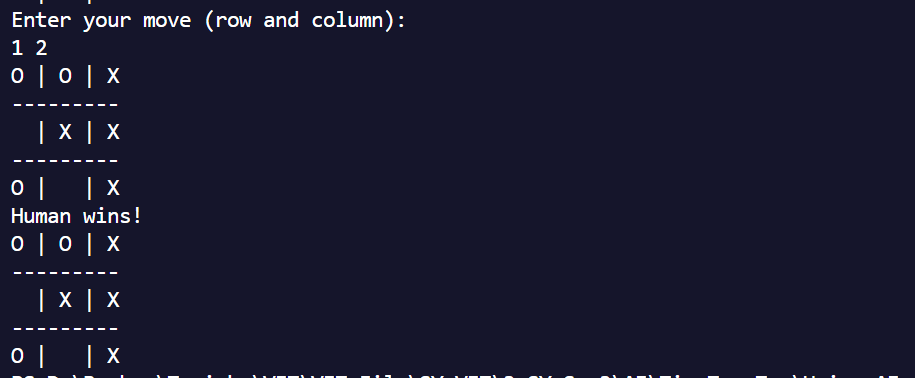 Enter your move (row and column):
1 2
O | O | X
---------
  | X | X
---------
O |   | X
Human wins!
O | O | X
---------
  | X | X
---------
O |   | X